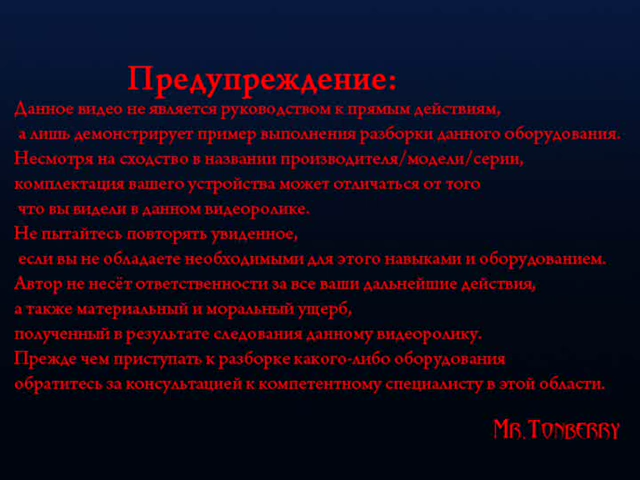 Предупреждение:
Данное видео не является руководством к прямым действиям,
а лишь демонстрирует пример выполнения разборки данного оборудования.
Несмотря на сходство в названии производителя/модели/серии,
комплектация вашего устройства может отличаться от того
что вы видели в данном видеоролике.
Не пытайтесь повторять увиденное,
если вы не обладаете необходимыми для этого навыками и оборудованием.
Автор не несёт ответственности за все ваши дальнейшие действия,
а также материальный и моральный ущерб,
полученный в результате следования данному видеоролику.
Прежде чем приступать к разборке какого-либо оборудования
обратитесь за консультацией к компетентному специалисту в этой области.
Mr.Tonberry